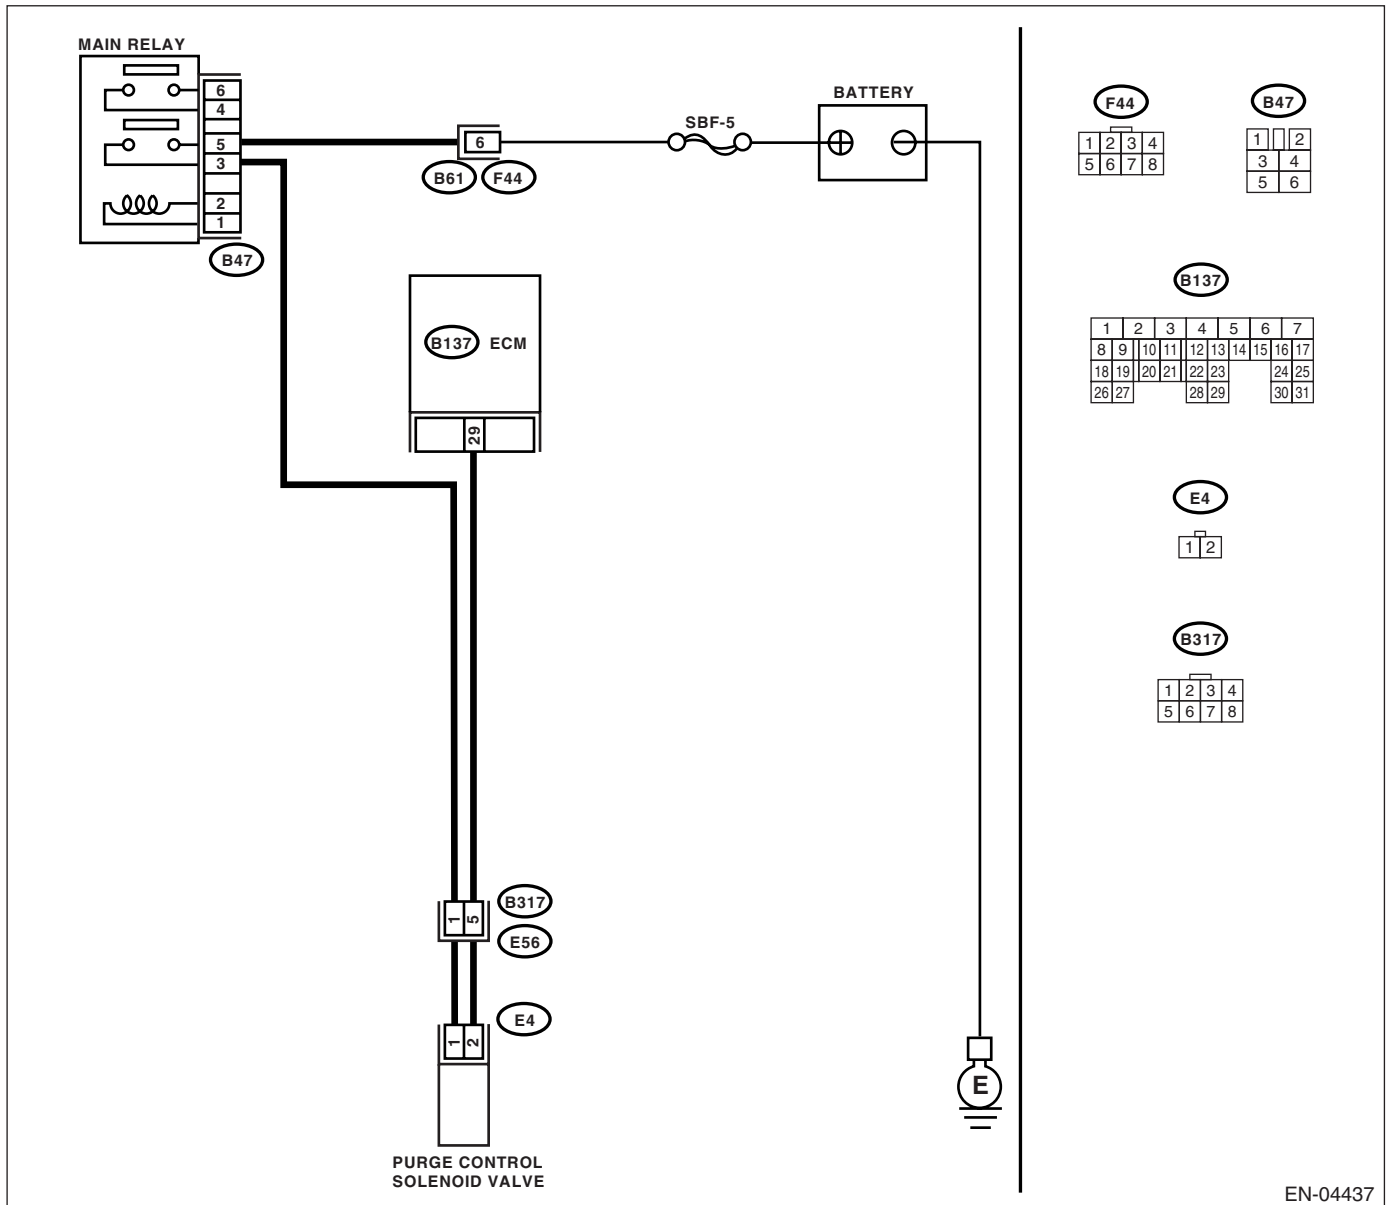 MAIN RELAY
6
4
5
3
2
1
B47
6
B61 F44
SBF-5
BATTERY
B137 ECM
29
1 5
B317
E56
E4
1 2
PURGE CONTROL
SOLENOID VALVE
E
F44
1 2 3 4
5 6 7 8
B47
1 2
3 4
5 6
B137
1 2 3 4 5 6 7
8 9 10 11 12 13 14 15 16 17
18 19 20 21 22 23 24 25
26 27 28 29 30 31
E4
1 2
B317
1 2 3 4
5 6 7 8
EN-04437